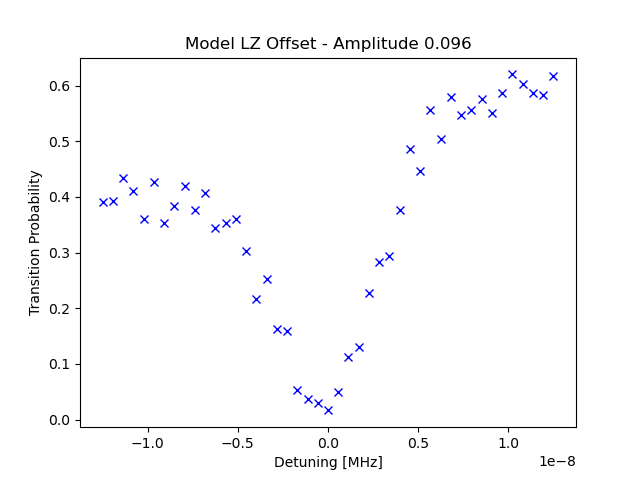 Model LZ Offset - Amplitude 0.096
Transition Probability
0.6
0.5
0.4
0.3
0.2
0.1
0.0
−1.0 −0.5 0.0 0.5 1.0
1e−8
Detuning [MHz]